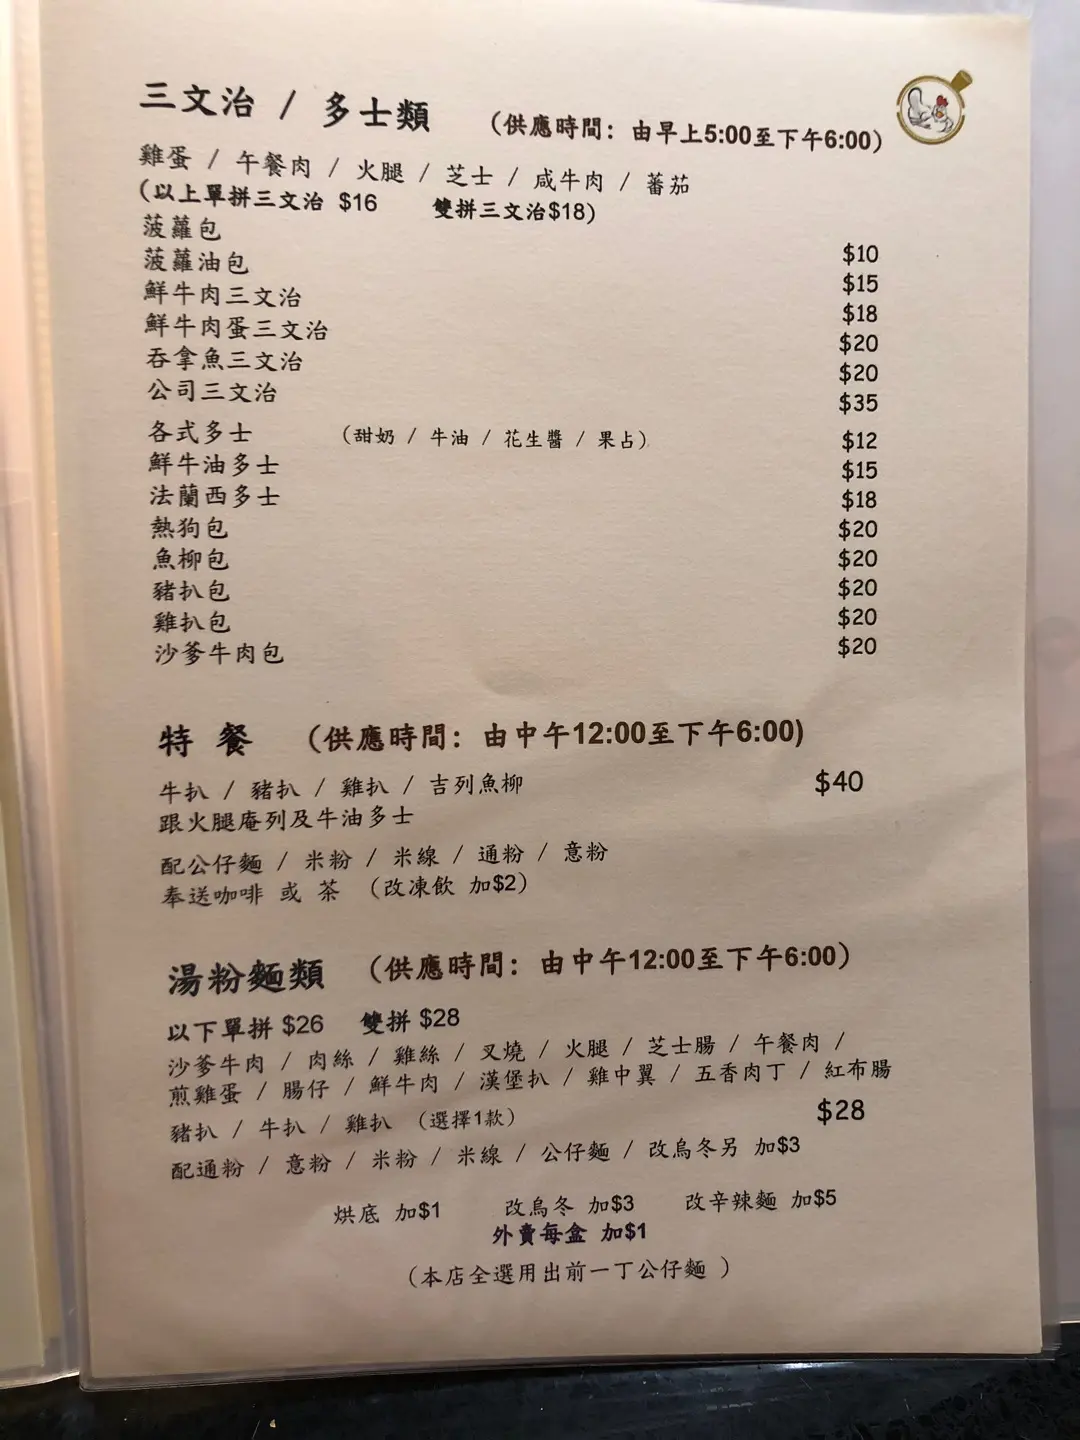 三文治 / 多士類 (供應時間：由早上5:00至下午6:00)
雞蛋 / 午餐肉 / 火腿 / 芝士 / 咸牛肉 / 蕃茄
(以上單拼三文治 $16 雙拼三文治$18)
菠蘿包 $10
菠蘿油包 $15
鮮牛肉三文治 $18
鮮牛肉蛋三文治 $20
吞拿魚三文治 $20
公司三文治 $35
各式多士 (甜奶 / 牛油 / 花生醬 / 果占) $12
鮮牛油多士 $15
法蘭西多士 $18
熱狗包 $20
魚柳包 $20
豬扒包 $20
雞扒包 $20
沙爹牛肉包 $20
特餐 (供應時間：由中午12:00至下午6:00)
牛扒 / 豬扒 / 雞扒 / 吉列魚柳 $40
跟火腿庵列及牛油多士
配公仔麵 / 米粉 / 米線 / 通粉 / 意粉
奉送咖啡 或 茶 (改凍飲 加$2)
湯粉麵類 (供應時間：由中午12:00至下午6:00)
以下單拼 $26 雙拼 $28
沙爹牛肉 / 肉絲 / 雞絲 / 叉燒 / 火腿 / 芝士腸 / 午餐肉 /
煎雞蛋 / 腸仔 / 鮮牛肉 / 漢堡扒 / 雞中翼 / 五香肉丁 / 紅布腸
豬扒 / 牛扒 / 雞扒 (選擇1款) $28
配通粉 / 意粉 / 米粉 / 米線 / 公仔麵 / 改烏冬另 加$3
烘底 加$1 改烏冬 加$3 改辛辣麵 加$5
外賣每盒 加$1
(本店全選用出前一丁公仔麵 )